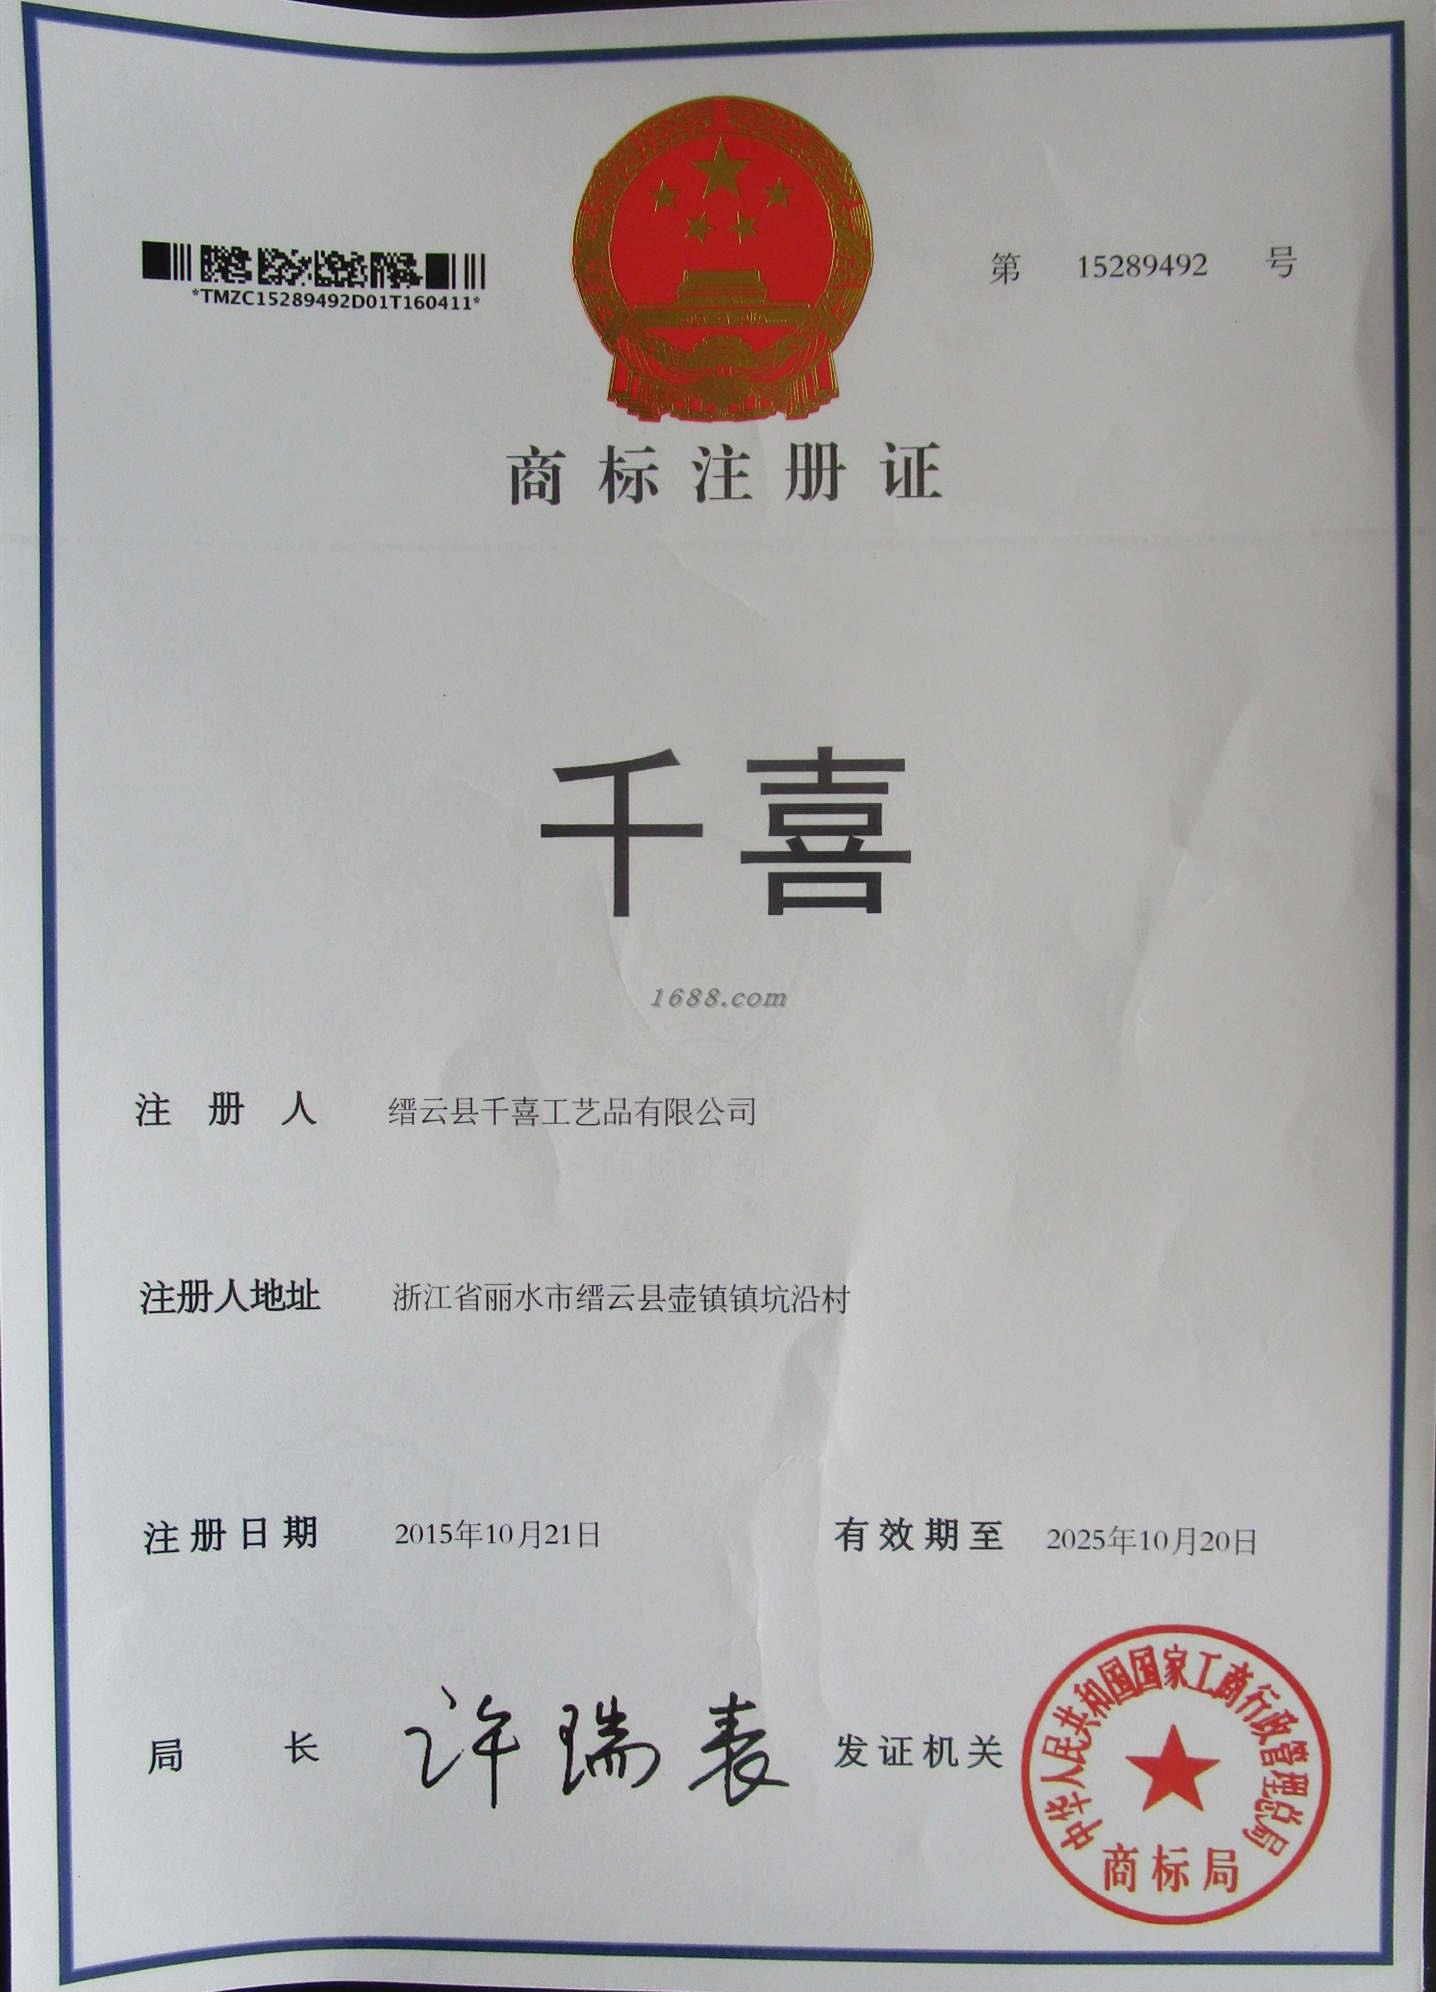 *TMZC15289492D01T160411*
第 15289492 号
商标注册证
千喜
1688.com
注册人 缙云县千喜工艺品有限公司
注册人地址 浙江省丽水市缙云县壶镇镇坑沿村
注册日期 2015年10月21日 有效期至 2025年10月20日
局长 许瑞表 发证机关
中华人民共和国国家工商行政管理总局
商标局